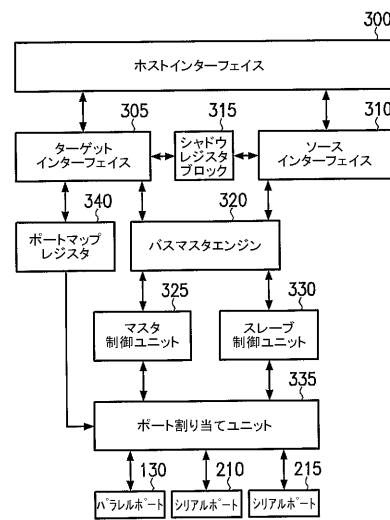 300
ホストインターフェイス
305
ターゲット
インターフェイス
315
シャドウ
レジスタ
ブロック
310
ソース
インターフェイス
340
ポートマップ
レジスタ
320
バスマスタエンジン
325
マスタ
制御ユニット
330
スレーブ
制御ユニット
335
ポート割り当てユニット
130
パラレルポート
210
シリアルポート
215
シリアルポート